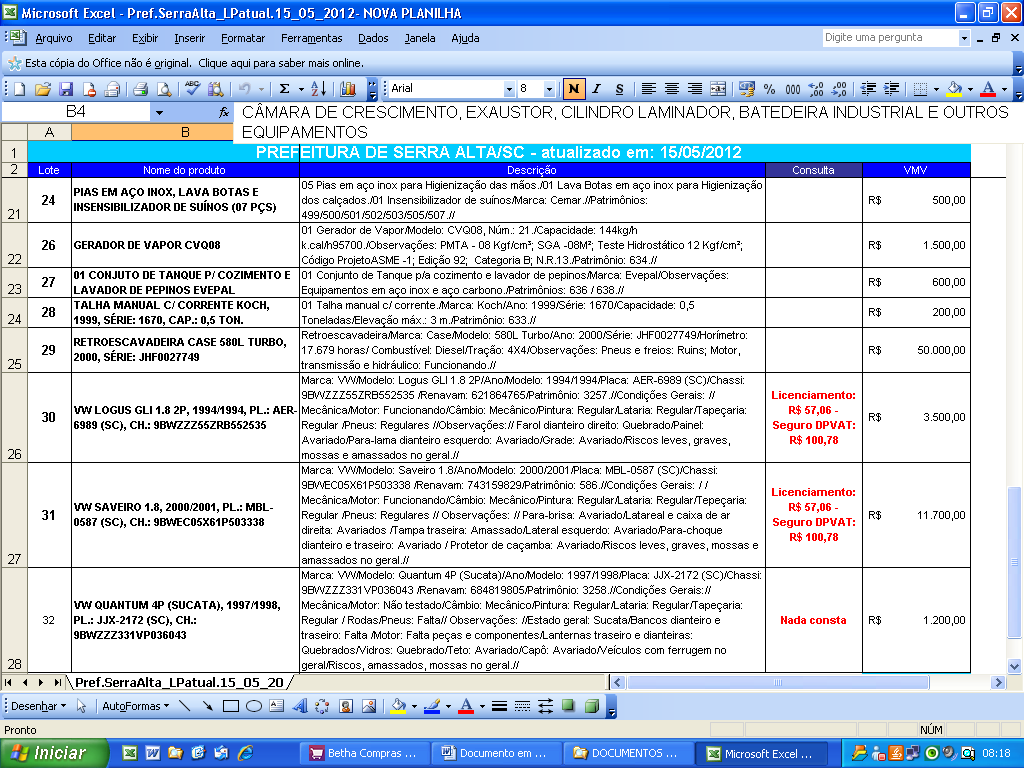 Microsoft Excel - Pref.SerraAlta_LPatual.15_05_2012- NOVA PLANILHA
Arquivo Editar Exibir Inserir Formatar Ferramentas Dados Janela Ajuda
Digite uma pergunta
Esta cópia do Office não é original. Clique aqui para saber mais online.
Arial 8 N I S
B4 fx CÂMARA DE CRESCIMENTO, EXAUSTOR, CILINDRO LAMINADOR, BATEDEIRA INDUSTRIAL E OUTROS
EQUIPAMENTOS
A B
1 PREFEITURA DE SERRA ALTA/SC - atualizado em: 15/05/2012
2 Lote Nome do produto Descrição Consulta VMV
21
24
PIAS EM AÇO INOX, LAVA BOTAS E
INSENSIBILIZADOR DE SUÍNOS (07 PÇS)
05 Pias em aço inox para Higienização das mãos./01 Lava Botas em aço inox para Higienização
dos calçados./01 Insensibilizador de suínos/Marca: Cemar.//Patrimônios:
499/500/501/502/503/505/507.//
R$ 500,00
22
26
GERADOR DE VAPOR CVQ08
01 Gerador de Vapor/Modelo: CVQ08, Núm.: 21./Capacidade: 144kg/h
k.cal/h95700./Observações: PMTA - 08 Kgf/cm²; SGA -08M²; Teste Hidrostático 12 Kgf/cm²;
Código ProjetoASME -1; Edição 92, Categoria B; N.R.13./Patrimônio: 634.//
R$ 1.500,00
23
27
01 CONJUTO DE TANQUE P/ COZIMENTO E
LAVADOR DE PEPINOS EVEPAL
01 Conjunto de Tanque p/a cozimento e lavador de pepinos/Marca: Evepal/Observações:
Equipamentos em aço inox e aço carbono./Patrimônios: 636 / 638.//
R$ 600,00
24
28
TALHA MANUAL C/ CORRENTE KOCH,
1999, SÉRIE: 1670, CAP.: 0,5 TON.
01 Talha manual c/ corrente./Marca: Koch/Ano: 1999/Série: 1670/Capacidade: 0,5
Toneladas/Elevação máx.: 3 m./Patrimônio: 633.//
R$ 200,00
25
29
RETROESCAVADEIRA CASE 580L TURBO,
2000, SÉRIE: JHF0027749
Retroescavadeira/Marca: Case/Modelo: 580L Turbo/Ano: 2000/Série: JHF0027749/Horímetro:
17.679 horas/ Combustível: Diesel/Tração: 4X4/Observações: Pneus e freios: Ruins; Motor,
transmissão e hidráulico: Funcionando.//
R$ 50.000,00
26
30
VW LOGUS GLI 1.8 2P, 1994/1994, PL.: AER-
6989 (SC), CH.: 9BWZZZ55ZRB552535
Marca: VW/Modelo: Logus GLI 1.8 2P/Ano/Modelo: 1994/1994/Placa: AER-6989 (SC)/Chassi:
9BWZZZ55ZRB552535 /Renavam: 621864765/Patrimônio: 3257.//Condições Gerais: //
Mecânica/Motor: Funcionando/Câmbio: Mecânico/Pintura: Regular/Lataria: Regular/Tapeçaria:
Regular /Pneus: Regulares //Observações:// Farol dianteiro direito: Quebrado/Painel:
Avariado/Para-lama dianteiro esquerdo: Avariado/Grade: Avariado/Riscos leves, graves,
mossas e amassados no geral.//
Licenciamento:
R$ 57,06 -
Seguro DPVAT:
R$ 100,78
R$ 3.500,00
27
31
VW SAVEIRO 1.8, 2000/2001, PL.: MBL-
0587 (SC), CH.: 9BWEC05X61P503338
Marca: VW/Modelo: Saveiro 1.8/Ano/Modelo: 2000/2001/Placa: MBL-0587 (SC)/Chassi:
9BWEC05X61P503338 /Renavam: 743159829/Patrimônio: 586.//Condições Gerais: / /
Mecânica/Motor: Funcionando/Câmbio: Mecânico/Pintura: Regular/Lataria: Regular/Tepeçaria:
Regular /Pneus: Regulares // Observações: // Para-brisa: Avariado/Latareal e caixa de ar
direita: Avariados /Tampa traseira: Amassado/Lateral esquerdo: Avariado/Para-choque
dianteiro e traseiro: Avariado / Protetor de caçamba: Avariado/Riscos leves, graves, mossas e
amassados no geral.//
Licenciamento:
R$ 57,06 -
Seguro DPVAT:
R$ 100,78
R$ 11.700,00
28
32
VW QUANTUM 4P (SUCATA), 1997/1998,
PL.: JJX-2172 (SC), CH.:
9BWZZZ331VP036043
Marca: VW/Modelo: Quantum 4P (Sucata)/Ano/Modelo: 1997/1998/Placa: JJX-2172 (SC)/Chassi:
9BWZZZ331VP036043 /Renavam: 684819805/Patrimônio: 3258.//Condições Gerais://
Mecânica/Motor: Não testado/Câmbio: Mecânico/Pintura: Regular/Lataria: Regular/Tapeçaria:
Regular / Rodas/Pneus: Falta// Observações: //Estado geral: Sucata/Bancos dianteiro e
traseiro: Falta /Motor: Falta peças e componentes/Lanternas traseiro e dianteiras:
Quebrados/Vidros: Quebrado/Teto: Avariado/Capô: Avariado/Veículos com ferrugem no
geral/Riscos, amassados, mossas no geral.//
Nada consta
R$ 1.200,00
Pref.SerraAlta_LPatual.15_05_20
Desenhar AutoFormas
Pronto NÚM
Iniciar Betha Compras ... Documento em ... DOCUMENTOS ... Microsoft Excel ... 08:18